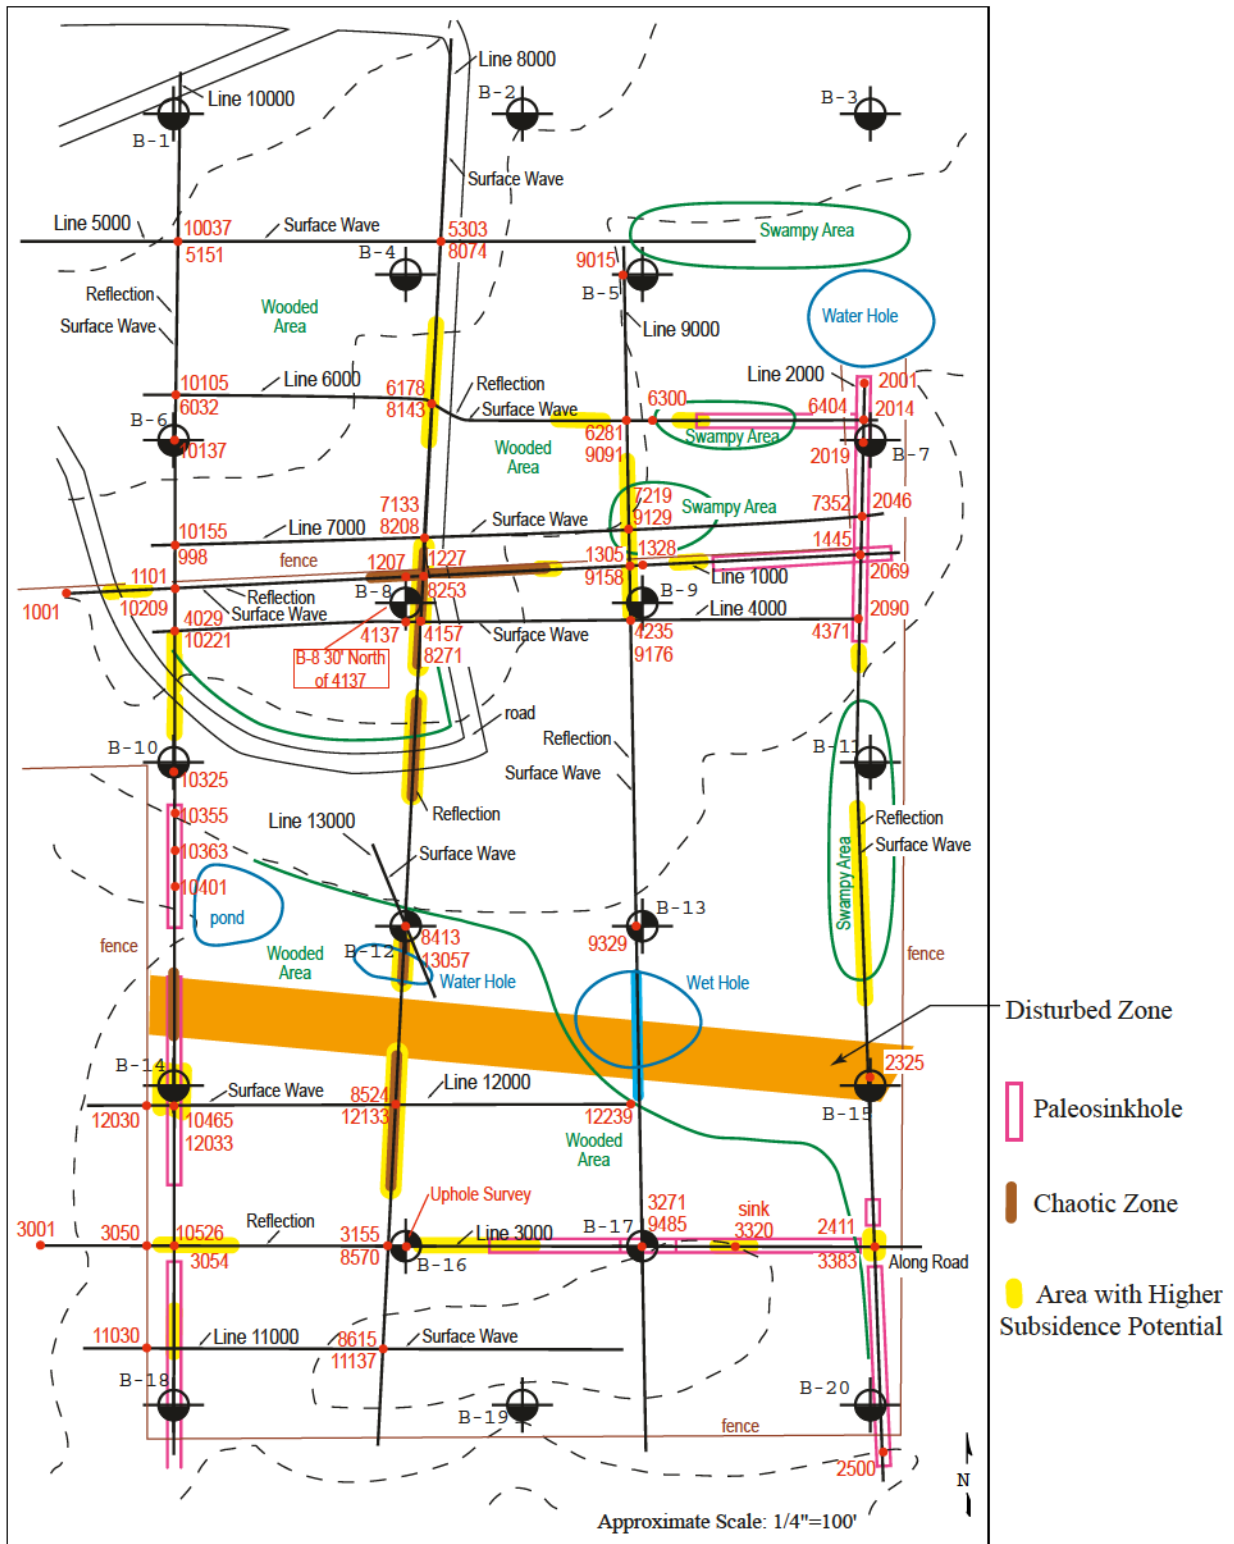 Line 8000
Line 10000
B-2
B-3
B-1
Surface Wave
Line 5000
10037
Surface Wave
5303
Swampy Area
5151
B-4
8074
9015
B-5
Reflection
Wooded
Area
Water Hole
Surface Wave
Line 9000
10105
Line 6000
6178
Reflection
Line 2000
2001
6032
8143
Surface Wave
6300
6404
2014
B-6
6281
Swampy Area
10137
Wooded
Area
9091
2019
B-7
7133
7219
Swampy Area
7352
2046
10155
Line 7000
8208
Surface Wave
9129
998
fence
1207
1227
1305
1328
1445
1101
Reflection
B-8
8253
9158
Line 1000
2069
1001
10209
Surface Wave
B-9
4029
Line 4000
2090
10221
4137
4157
Surface Wave
4235
4371
B-8 30' North
of 4137
8271
9176
road
B-10
Reflection
B-11
10325
Surface Wave
10355
Reflection
Reflection
Line 13000
Surface Wave
Surface Wave
10363
10401
Swampy Area
pond
B-13
fence
8413
9329
Wooded
Area
B-12
13057
fence
Water Hole
Wet Hole
Disturbed Zone
B-14
2325
Surface Wave
8524
Line 12000
12030
10465
12133
12239
B-15
12033
Wooded
Area
Paleosinkhole
Uphole Survey
3271
sink
Chaotic Zone
3001
3050
10526
Reflection
3155
Line 3000
B-17
9485
3320
2411
3054
8570
B-16
3383
Along Road
Area with Higher
Subsidence Potential
11030
Line 11000
8615
Surface Wave
11137
B-18
B-20
B-19
fence
2500
N
Approximate Scale: 1/4"=100'